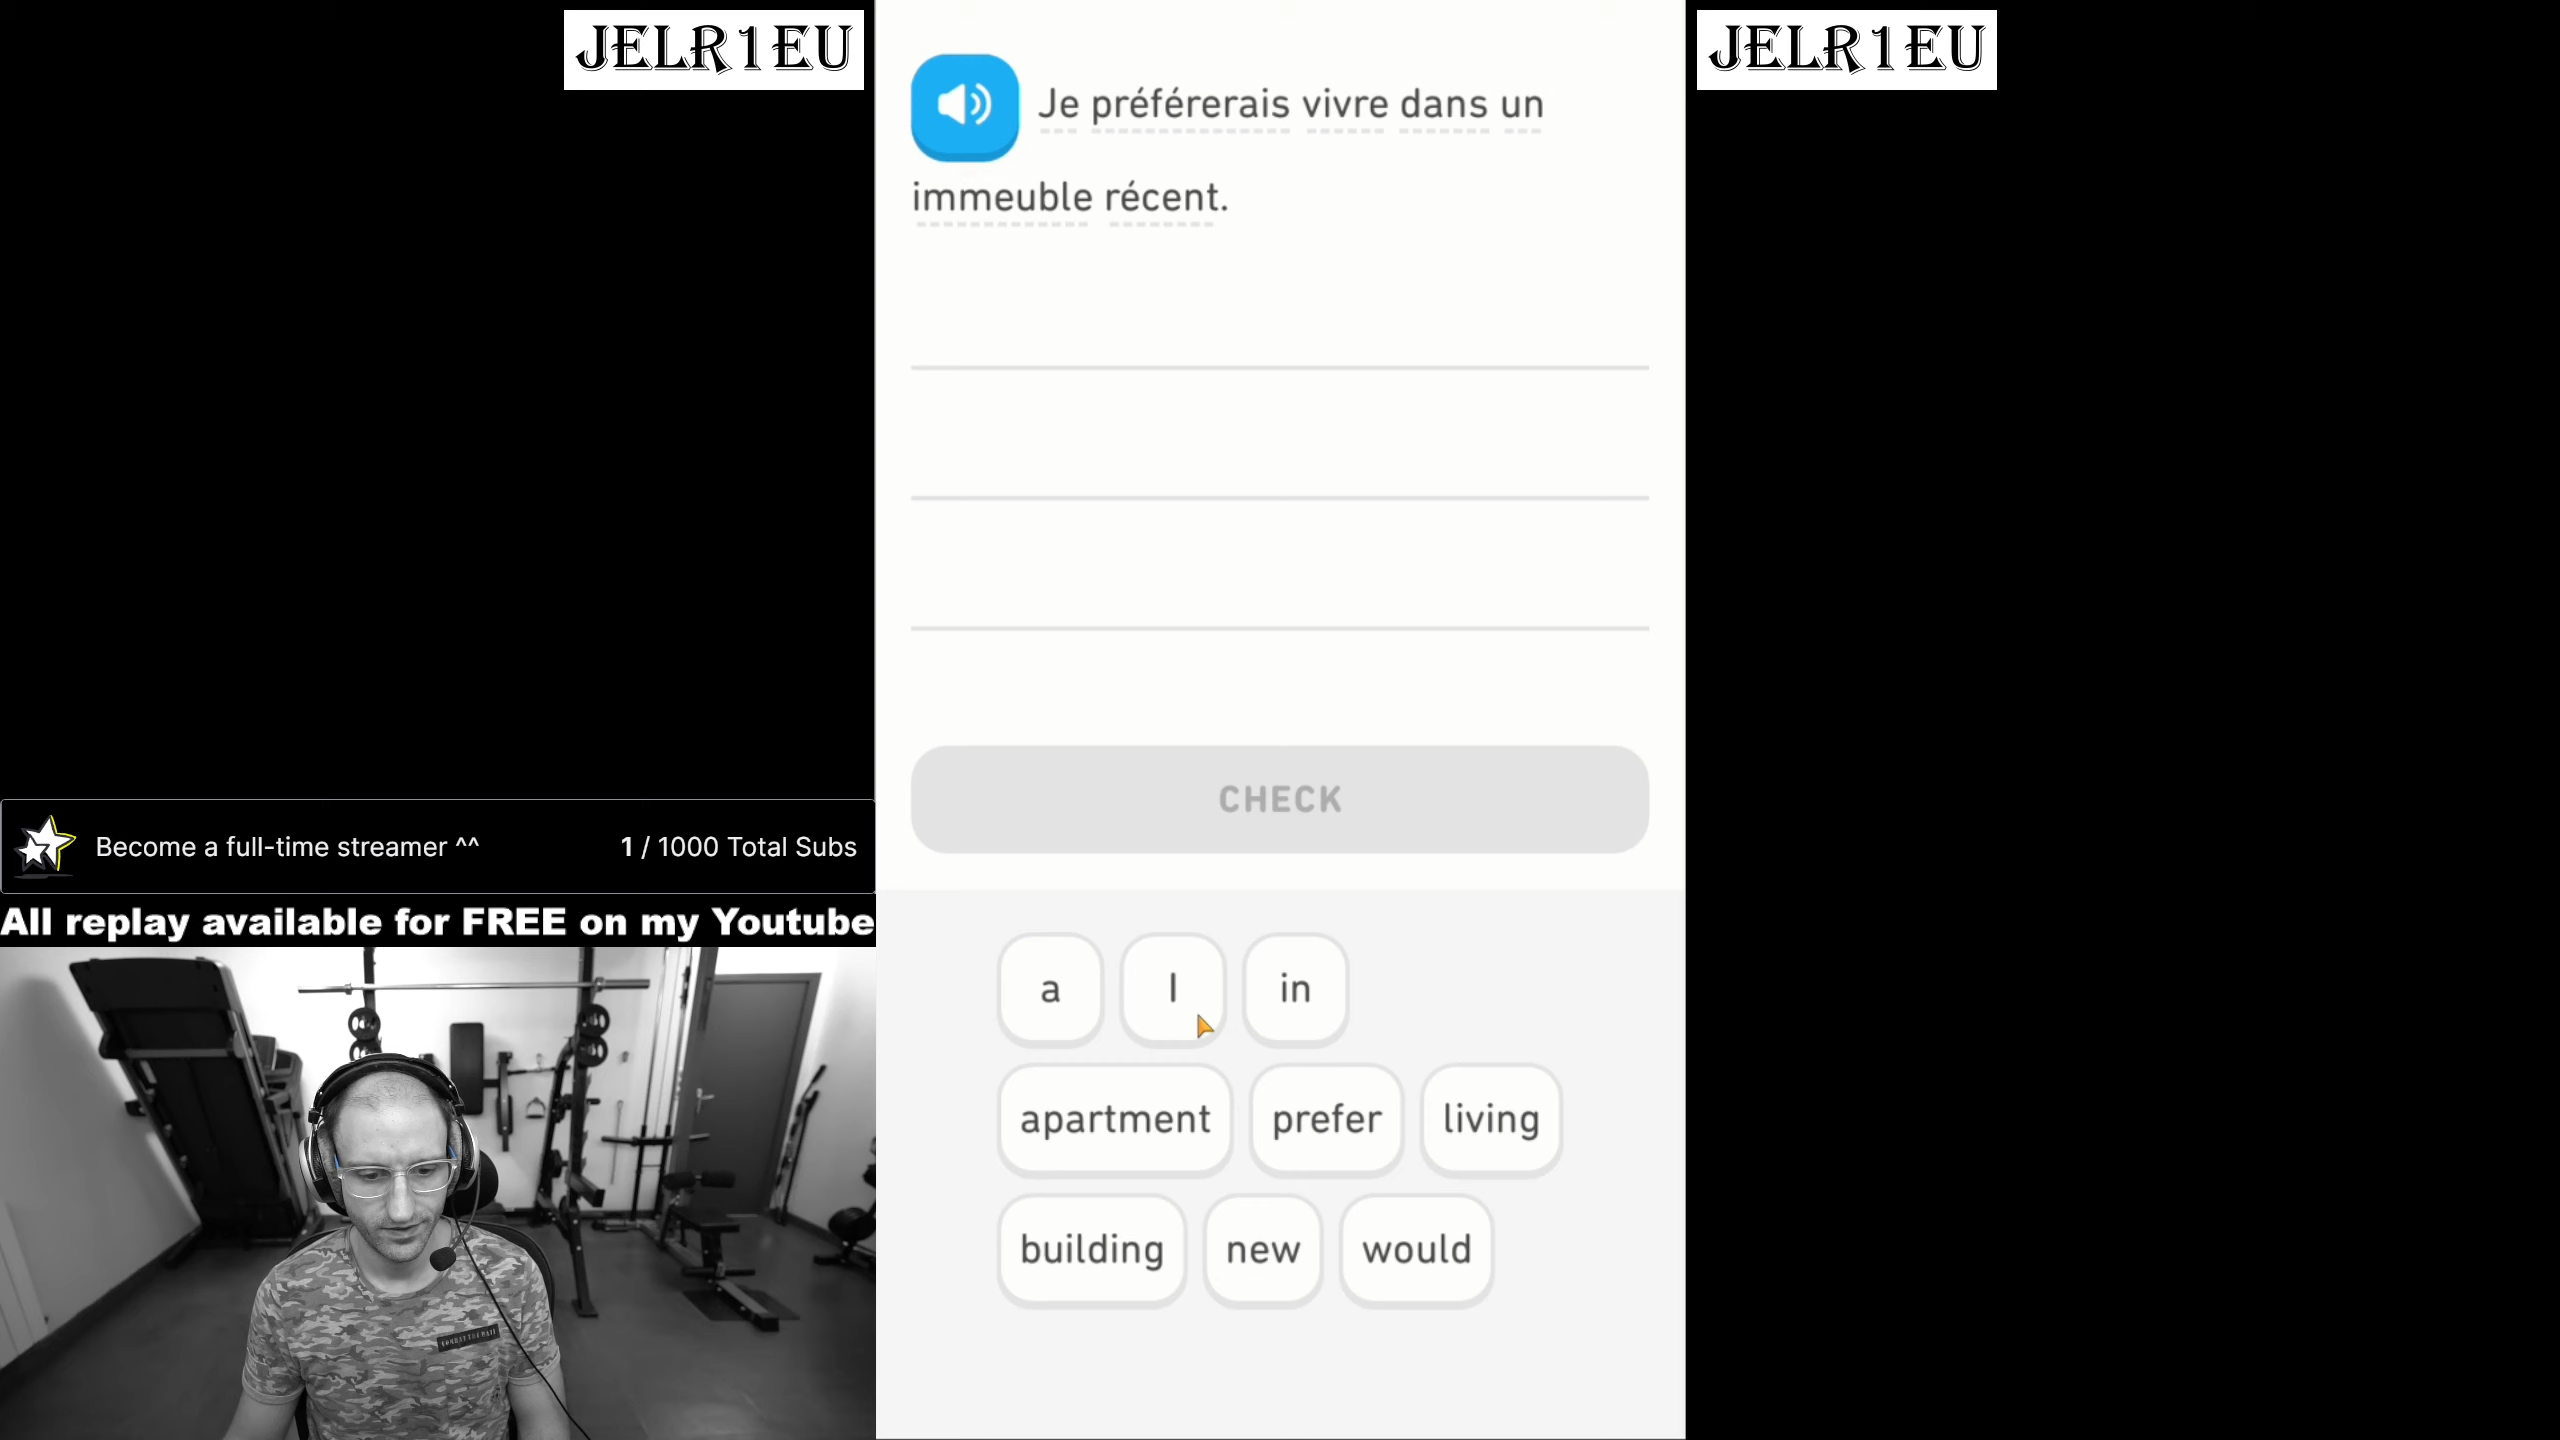 JELR1EU
JELR1EU
Je préférerais vivre dans un
immeuble récent.
CHECK
Become a full-time streamer ^^ 1 / 1000 Total Subs
All replay available for FREE on my Youtube
a I in
apartment prefer living
building new would